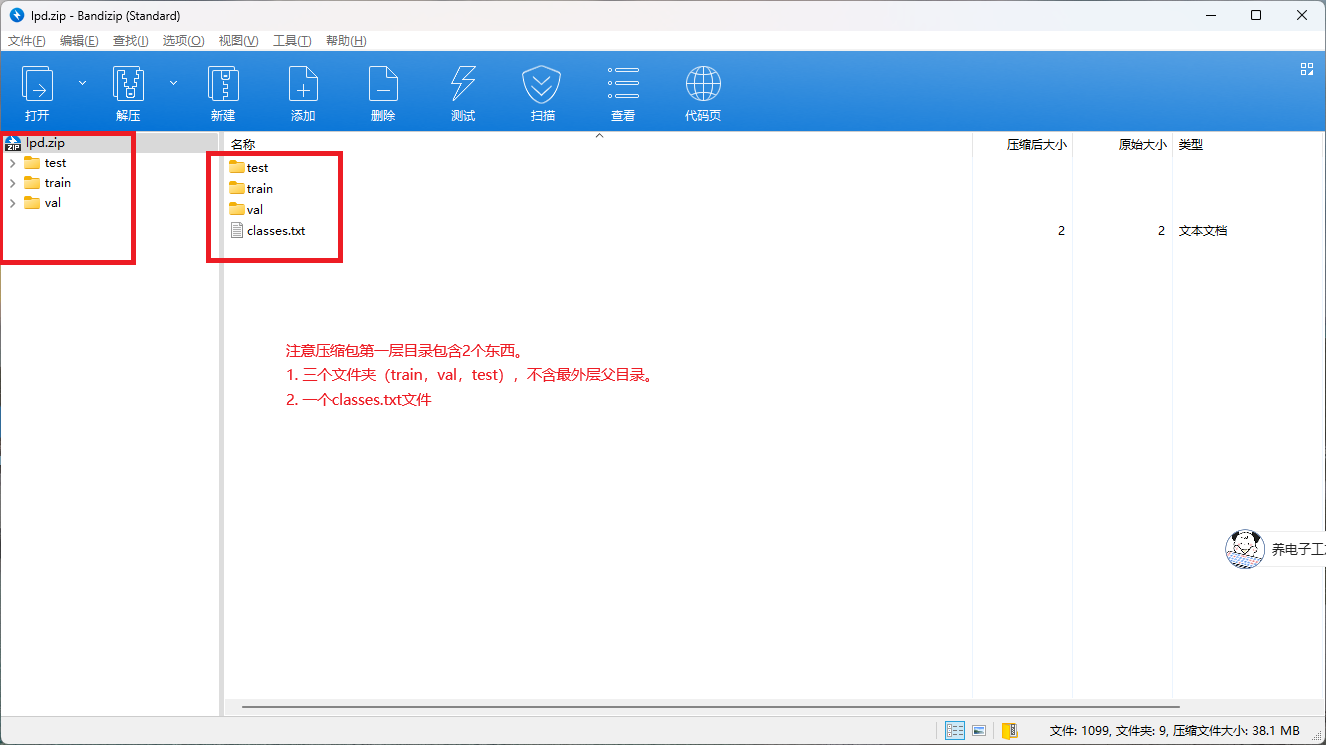 lpd.zip - Bandizip (Standard)
文件(F) 编辑(E) 查找(I) 选项(O) 视图(V) 工具(T) 帮助(H)
打开 解压 新建 添加 删除 测试 扫描 查看 代码页
lpd.zip
test
train
val
名称 压缩后大小 原始大小 类型
test
train
val
classes.txt 2 2 文本文档
注意压缩包第一层目录包含2个东西。
1. 三个文件夹（train，val，test），不含最外层父目录。
2. 一个classes.txt文件
养电子工
文件: 1099, 文件夹: 9, 压缩文件大小: 38.1 MB